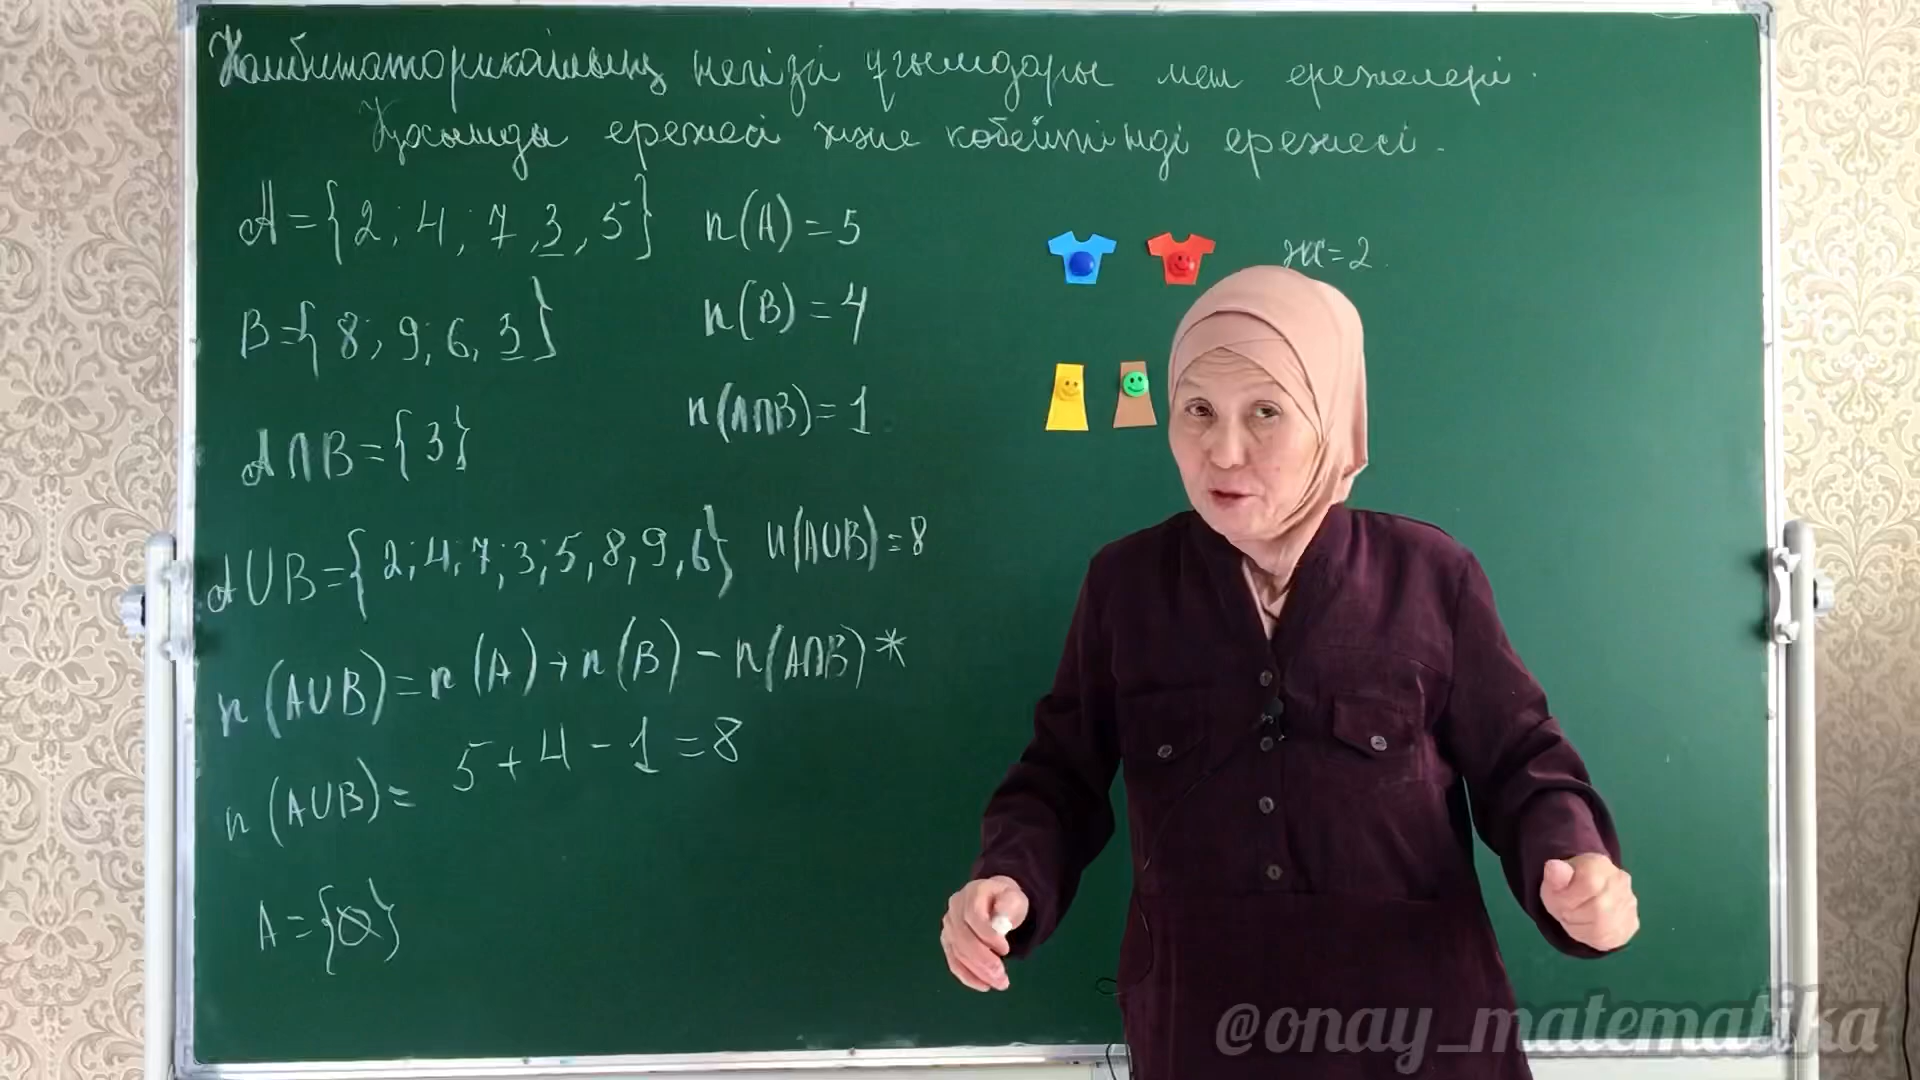 Комбинаториканың негізгі ұғымдары мен ережелері.
Қосынды ережесі және көбейтінді ережесі.
A={2; 4; 7, 3, 5} n(A)=5
B={8; 9; 6, 3} n(B)=4
A∩B={3} n(A∩B)=1
A∪B={2; 4; 7; 3; 5, 8, 9, 6} n(A∪B)=8
n(A∪B)=n(A)+n(B)-n(A∩B)*
n(A∪B)= 5+4-1=8
A={∅}
=2
@onay_matematika